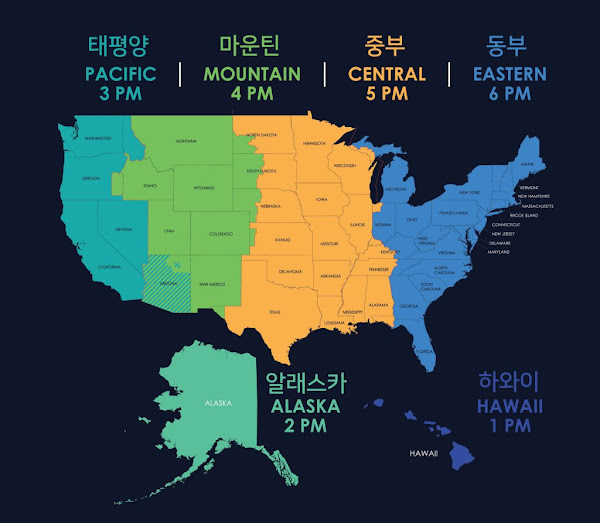 태평양
PACIFIC
3 PM
마운틴
MOUNTAIN
4 PM
중부
CENTRAL
5 PM
동부
EASTERN
6 PM
WASHINGTON
OREGON
NEVADA
CALIFORNIA
MONTANA
IDAHO
WYOMING
UTAH
COLORADO
ARIZONA
NEW MEXICO
NORTH DAKOTA
SOUTH DAKOTA
NEBRASKA
KANSAS
OKLAHOMA
TEXAS
MINNESOTA
WISCONSIN
IOWA
ILLINOIS
MISSOURI
ARKANSAS
LOUISIANA
MISSISSIPPI
ALABAMA
TENNESSEE
KENTUCKY
MICHIGAN
INDIANA
OHIO
WEST
VIRGINIA
VIRGINIA
PENNSYLVANIA
NEW YORK
MAINE
VERMONT
NEW HAMPSHIRE
MASSACHUSETTS
RHODE ISLAND
CONNECTICUT
NEW JERSEY
DELAWARE
MARYLAND
NORTH
CAROLINA
SOUTH
CAROLINA
GEORGIA
FLORIDA
ALASKA
알래스카
ALASKA
2 PM
하와이
HAWAII
1 PM
HAWAII